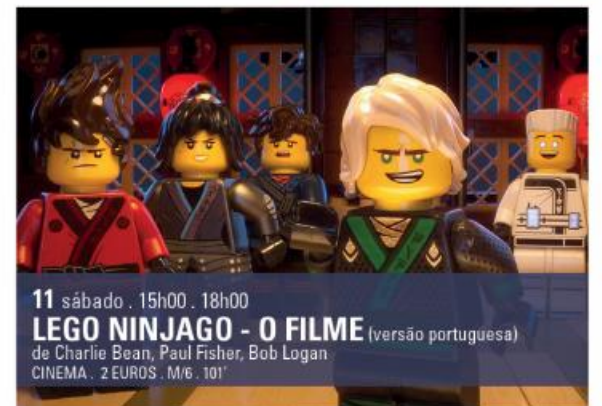 11 sábado . 15h00 . 18h00
LEGO NINJAGO - O FILME (versão portuguesa)
de Charlie Bean, Paul Fisher, Bob Logan
CINEMA . 2 EUROS . M/6 . 101'